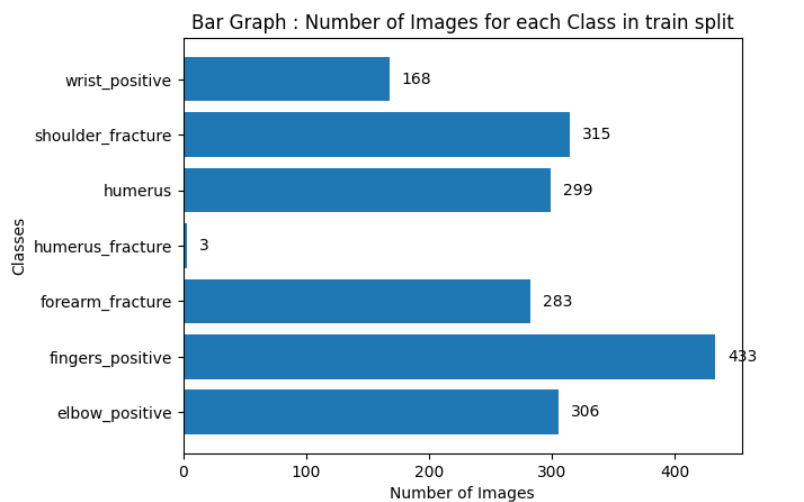 Bar Graph : Number of Images for each Class in train split
Classes
wrist_positive 168
shoulder_fracture 315
humerus 299
humerus_fracture 3
forearm_fracture 283
fingers_positive 433
elbow_positive 306
0 100 200 300 400
Number of Images